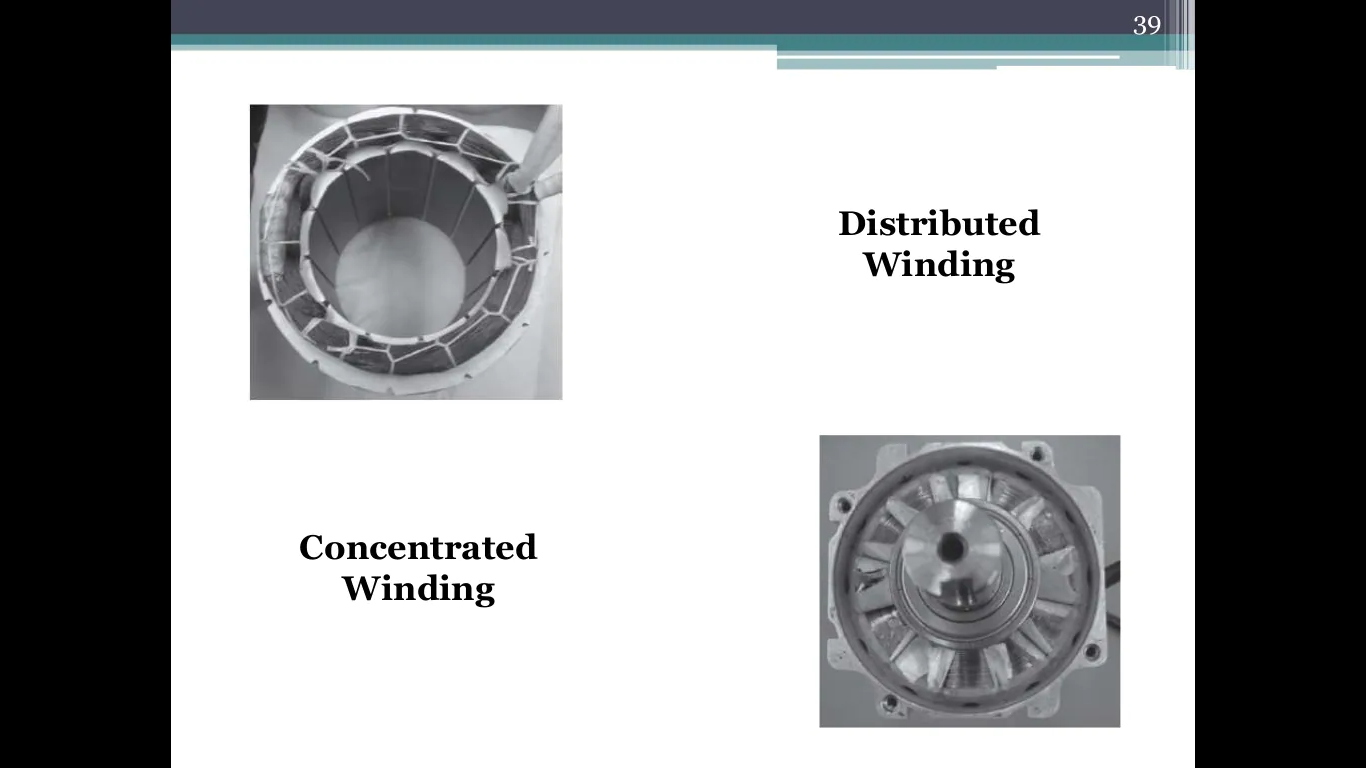 39
Distributed
Winding
Concentrated
Winding